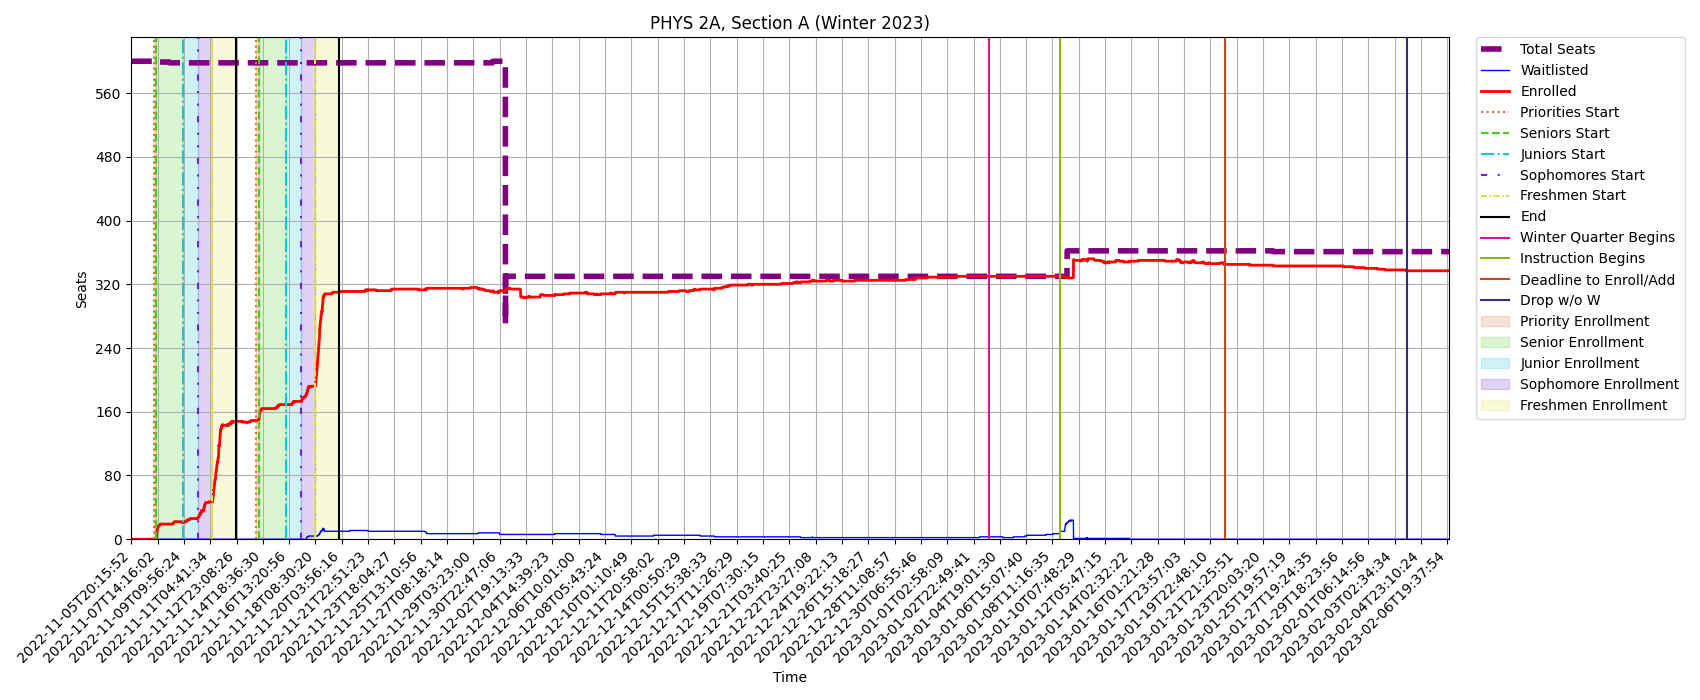 PHYS 2A, Section A (Winter 2023)
Seats
560
480
400
320
240
160
80
0
2022-11-05T20:15:52
2022-11-07T14:16:02
2022-11-09T09:56:24
2022-11-11T04:41:34
2022-11-12T23:08:26
2022-11-14T18:36:30
2022-11-16T13:20:56
2022-11-18T08:30:20
2022-11-20T03:56:16
2022-11-21T22:51:23
2022-11-23T18:04:27
2022-11-25T13:10:56
2022-11-27T08:18:14
2022-11-29T03:23:00
2022-11-30T22:47:06
2022-12-02T19:13:33
2022-12-04T14:39:23
2022-12-06T10:01:00
2022-12-08T05:43:24
2022-12-10T01:10:49
2022-12-11T20:58:02
2022-12-14T00:50:29
2022-12-15T15:38:33
2022-12-17T11:26:29
2022-12-19T07:30:15
2022-12-21T03:40:25
2022-12-22T23:27:08
2022-12-24T19:22:13
2022-12-26T15:18:27
2022-12-28T11:08:57
2022-12-30T06:55:46
2023-01-01T02:58:09
2023-01-02T22:49:41
2023-01-04T19:01:30
2023-01-06T15:07:40
2023-01-08T11:16:35
2023-01-10T07:48:29
2023-01-12T05:47:15
2023-01-14T02:32:22
2023-01-16T01:21:28
2023-01-17T23:57:03
2023-01-19T22:48:10
2023-01-21T21:25:51
2023-01-23T20:03:20
2023-01-25T19:57:19
2023-01-27T19:24:35
2023-01-29T18:23:56
2023-02-01T06:14:56
2023-02-03T02:34:34
2023-02-04T23:10:24
2023-02-06T19:37:54
Time
Total Seats
Waitlisted
Enrolled
Priorities Start
Seniors Start
Juniors Start
Sophomores Start
Freshmen Start
End
Winter Quarter Begins
Instruction Begins
Deadline to Enroll/Add
Drop w/o W
Priority Enrollment
Senior Enrollment
Junior Enrollment
Sophomore Enrollment
Freshmen Enrollment